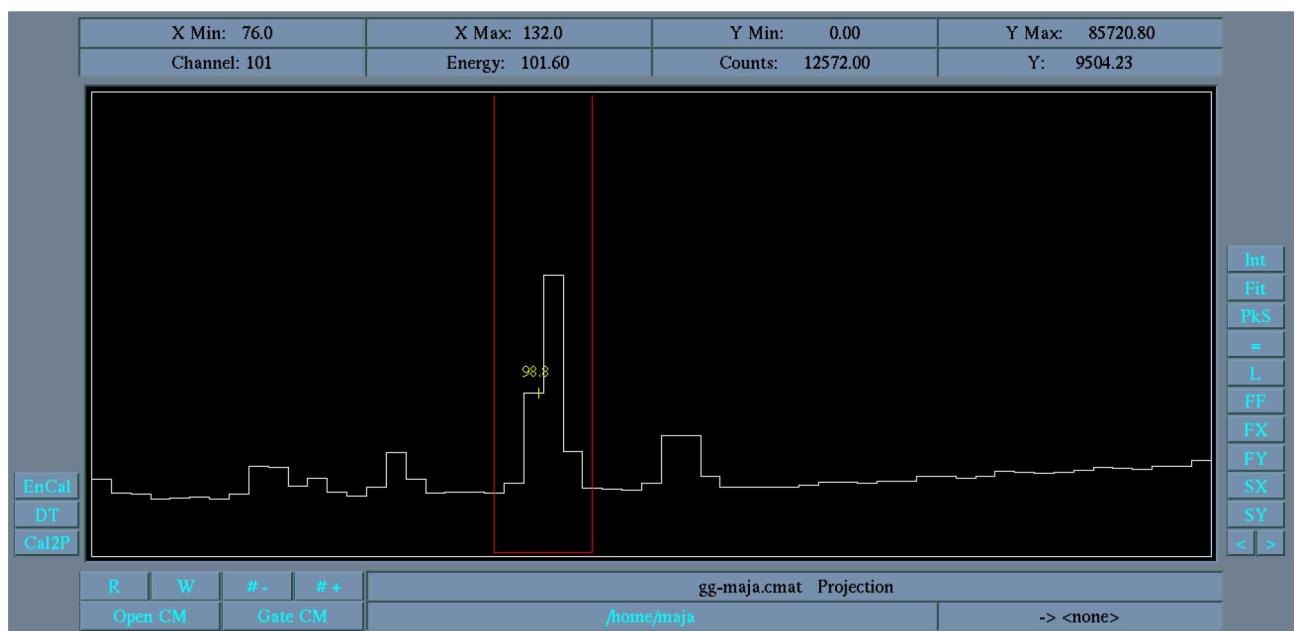 X Min: 76.0 X Max: 132.0 Y Min: 0.00 Y Max: 85720.80
Channel: 101 Energy: 101.60 Counts: 12572.00 Y: 9504.23
98.8
Int
Fit
PkS
=
L
FF
FX
FY
SX
SY
< >
EnCal
DT
Cal2P
R W # - # + gg-maja.cmat Projection
Open CM Gate CM /home/maja -> <none>